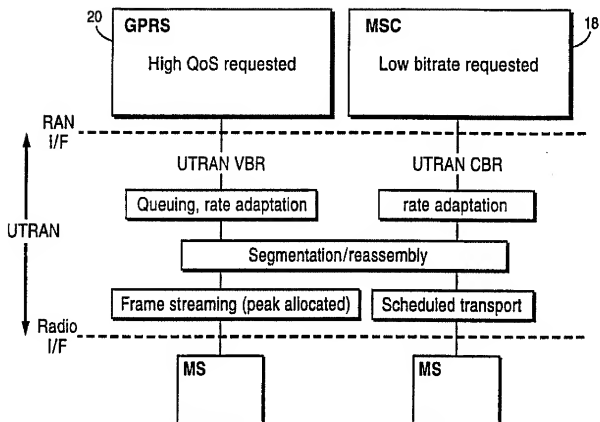 20
GPRS
High QoS requested
MSC
18
Low bitrate requested
RAN
I/F
UTRAN VBR
UTRAN CBR
Queuing, rate adaptation
rate adaptation
UTRAN
Segmentation/reassembly
Frame streaming (peak allocated)
Scheduled transport
Radio
I/F
MS
MS